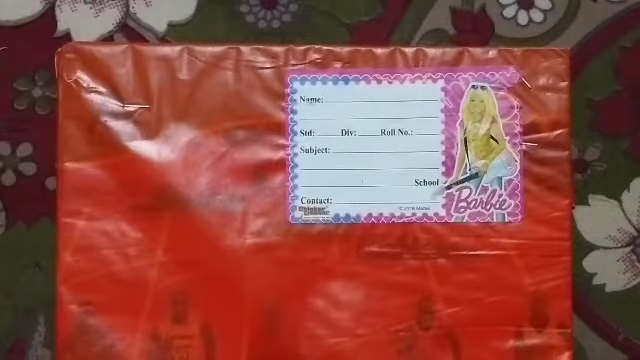 Name:
Std: Div: Roll No.:
Subject:
School
Contact:
© 2016 Mattel
Barbie